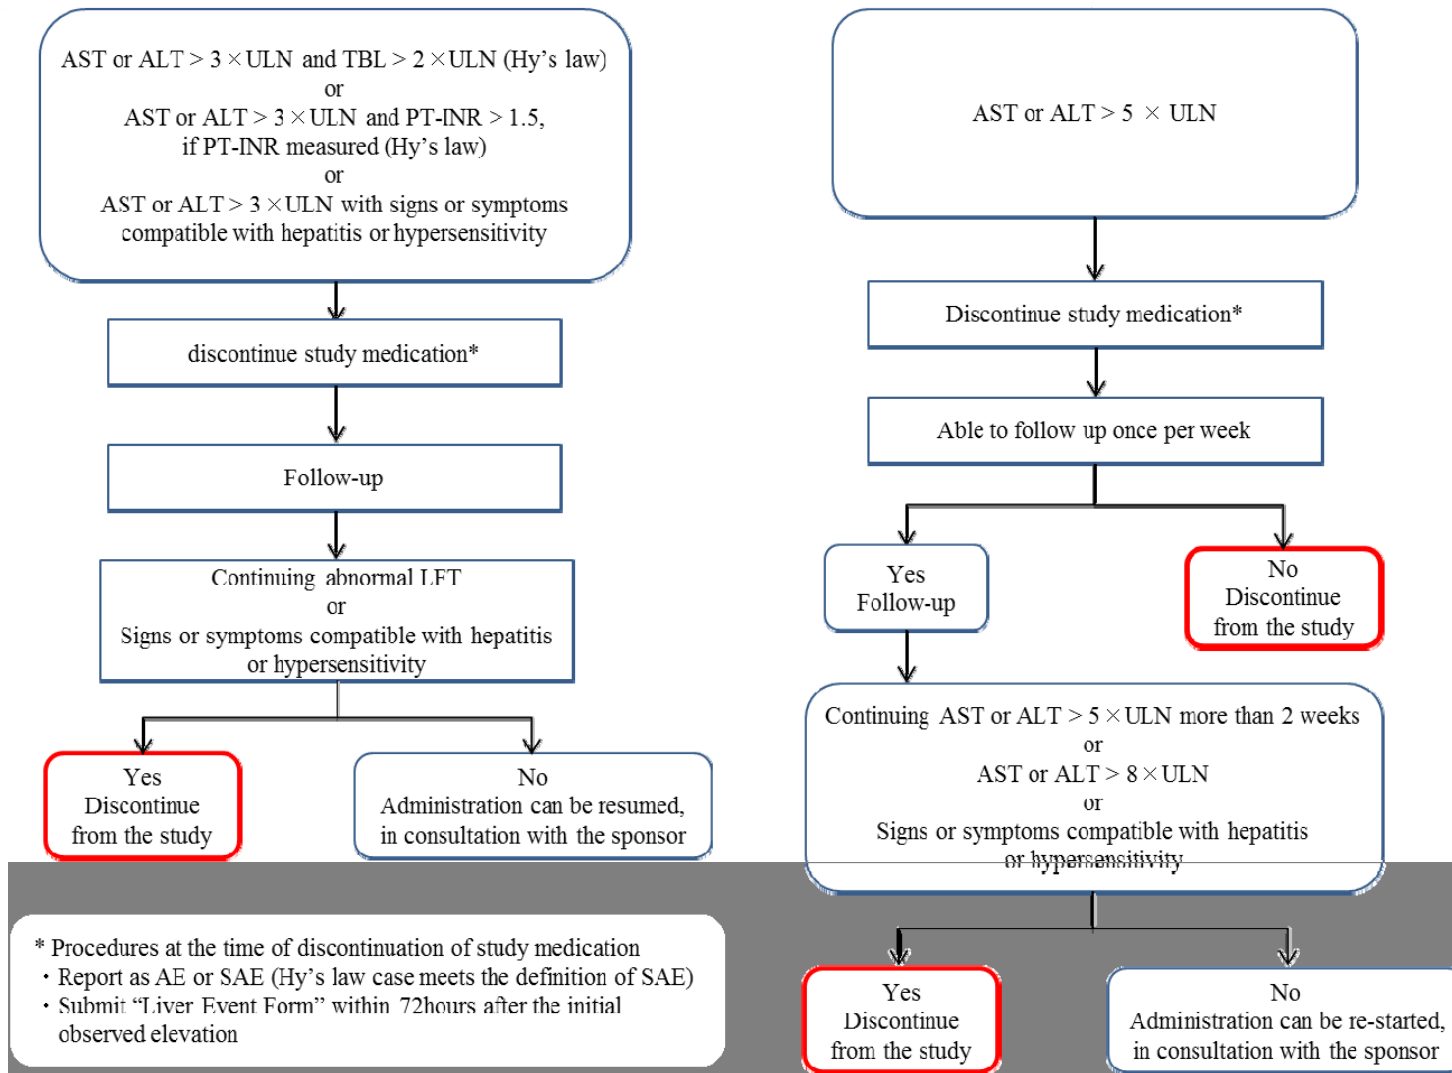 AST or ALT > 3 × ULN and TBL > 2 × ULN (Hy's law)
or
AST or ALT > 3 × ULN and PT-INR > 1.5,
if PT-INR measured (Hy's law)
or
AST or ALT > 3 × ULN with signs or symptoms
compatible with hepatitis or hypersensitivity
discontinue study medication*
Follow-up
Continuing abnormal LFT
or
Signs or symptoms compatible with hepatitis
or hypersensitivity
Yes
Discontinue
from the study
No
Administration can be resumed,
in consultation with the sponsor
* Procedures at the time of discontinuation of study medication
・Report as AE or SAE (Hy's law case meets the definition of SAE)
・Submit “Liver Event Form” within 72hours after the initial
observed elevation
AST or ALT > 5 × ULN
Discontinue study medication*
Able to follow up once per week
Yes
Follow-up
No
Discontinue
from the study
Continuing AST or ALT > 5 × ULN more than 2 weeks
or
AST or ALT > 8 × ULN
or
Signs or symptoms compatible with hepatitis
or hypersensitivity
Yes
Discontinue
from the study
No
Administration can be re-started,
in consultation with the sponsor